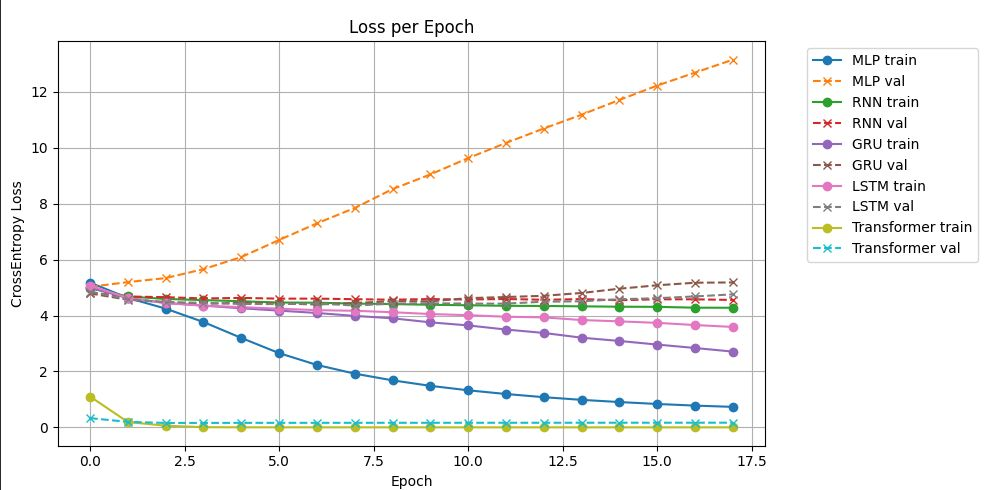 Loss per Epoch
CrossEntropy Loss
12
10
8
6
4
2
0
0.0 2.5 5.0 7.5 10.0 12.5 15.0 17.5
Epoch
MLP train
MLP val
RNN train
RNN val
GRU train
GRU val
LSTM train
LSTM val
Transformer train
Transformer val